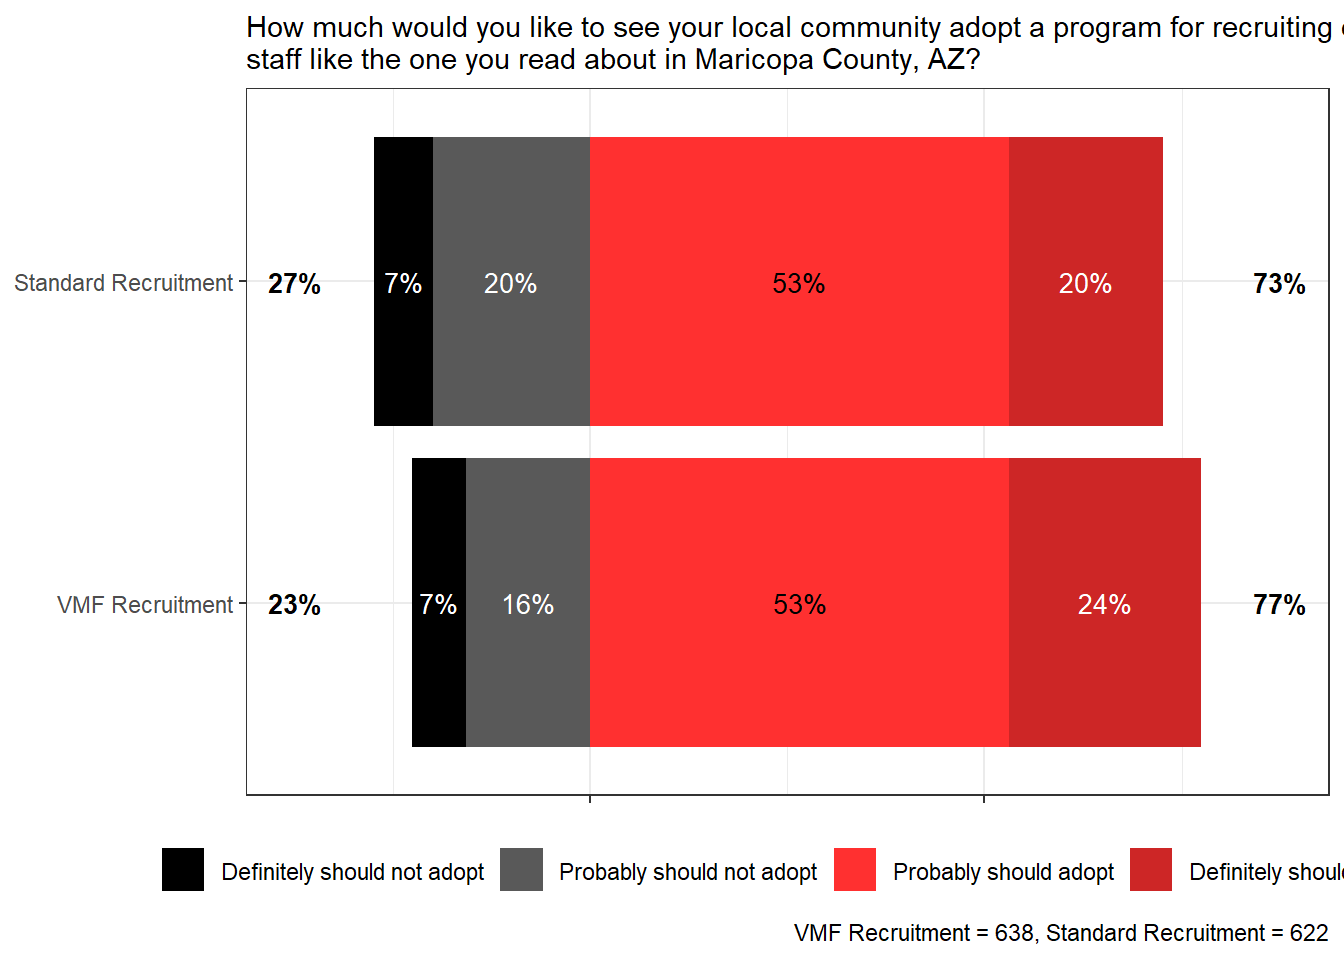 How much would you like to see your local community adopt a program for recruiting
staff like the one you read about in Maricopa County, AZ?
Standard Recruitment 27% 7% 20% 53% 20% 73%
VMF Recruitment 23% 7% 16% 53% 24% 77%
Definitely should not adopt Probably should not adopt Probably should adopt Definitely
VMF Recruitment = 638, Standard Recruitment = 622